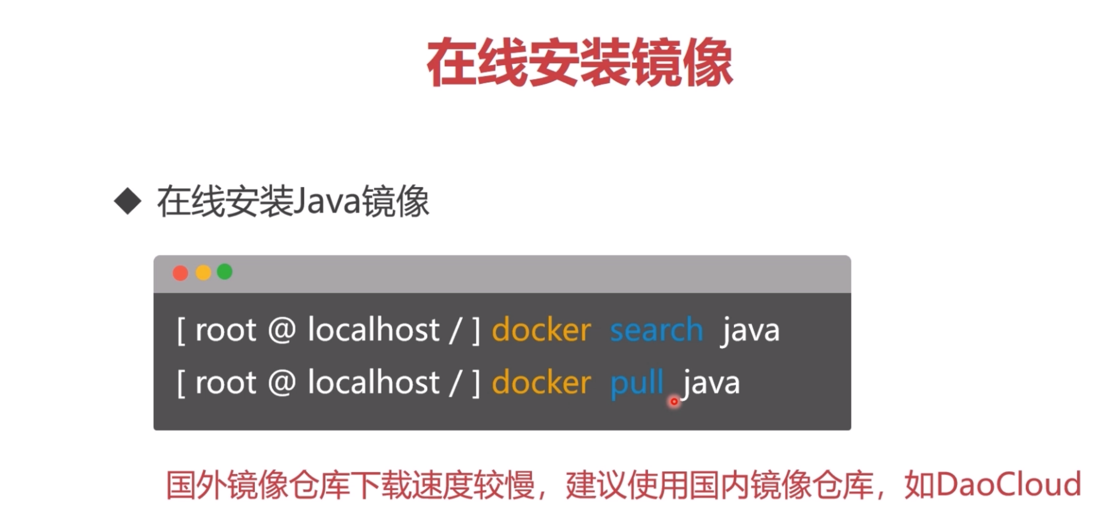 在线安装镜像
◆ 在线安装Java镜像
[ root @ localhost / ] docker search java
[ root @ localhost / ] docker pull java
国外镜像仓库下载速度较慢，建议使用国内镜像仓库，如DaoCloud